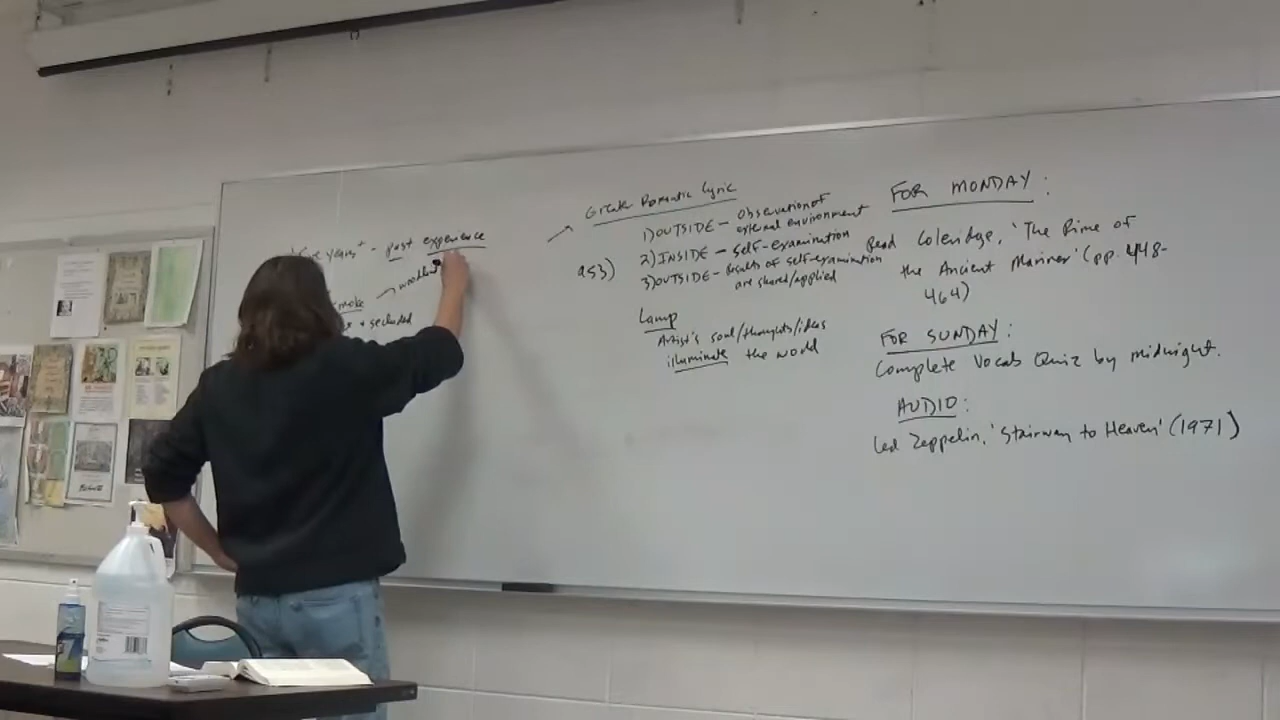 years" - past experience
smoke
+ secluded
Greater Romantic Lyric
1) OUTSIDE - Observation of
external environment
2) INSIDE - self-examination
953)
3) OUTSIDE - Results of self-examination
are shared/applied
Lamp
Artist's soul/thoughts/ideas
illuminate the world
FOR MONDAY:
Read Coleridge, 'The Rime of
the Ancient Mariner' (pp. 448-
464)
FOR SUNDAY:
Complete Vocab Quiz by midnight.
AUDIO:
Led Zeppelin, 'Stairway to Heaven' (1971)